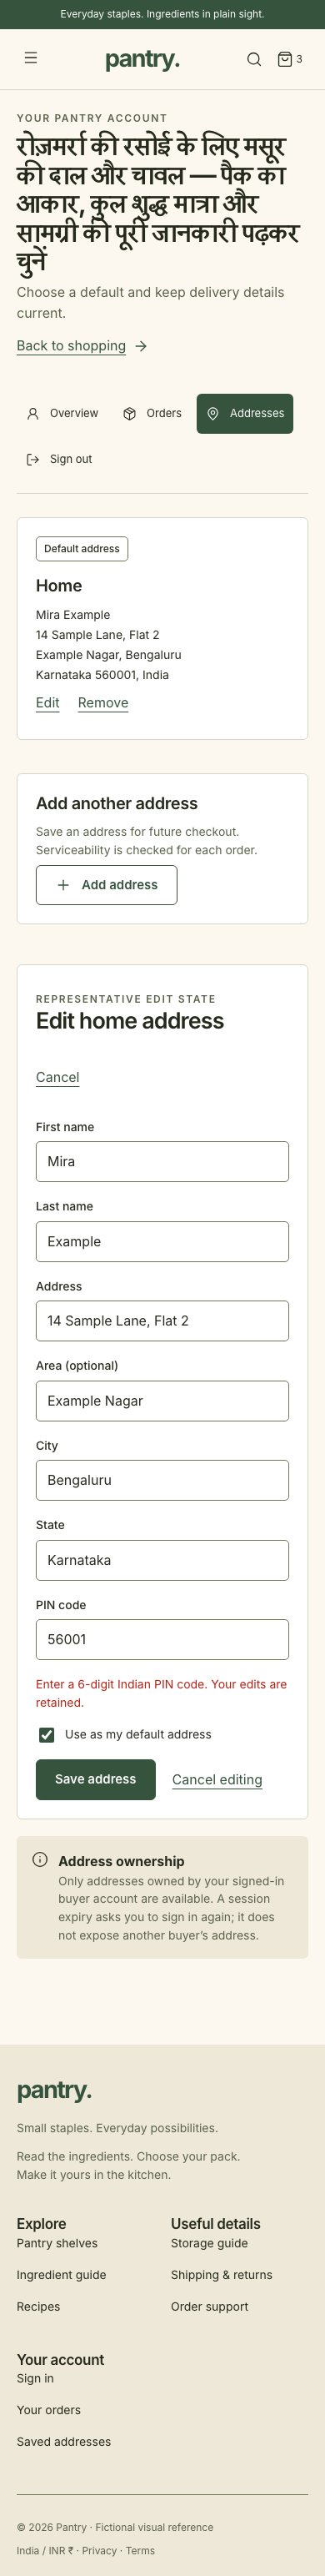 Everyday staples. Ingredients in plain sight.
pantry.
3
YOUR PANTRY ACCOUNT
रोज़मर्रा की रसोई के लिए मसूर
की दाल और चावल — पैक का
आकार, कुल शुद्ध मात्रा और
सामग्री की पूरी जानकारी पढ़कर
चुनें
Choose a default and keep delivery details
current.
Back to shopping
Overview
Orders
Addresses
Sign out
Default address
Home
Mira Example
14 Sample Lane, Flat 2
Example Nagar, Bengaluru
Karnataka 560001, India
Edit Remove
Add another address
Save an address for future checkout.
Serviceability is checked for each order.
Add address
REPRESENTATIVE EDIT STATE
Edit home address
Cancel
First name
Mira
Last name
Example
Address
14 Sample Lane, Flat 2
Area (optional)
Example Nagar
City
Bengaluru
State
Karnataka
PIN code
56001
Enter a 6-digit Indian PIN code. Your edits are
retained.
Use as my default address
Save address Cancel editing
Address ownership
Only addresses owned by your signed-in
buyer account are available. A session
expiry asks you to sign in again; it does
not expose another buyer’s address.
pantry.
Small staples. Everyday possibilities.
Read the ingredients. Choose your pack.
Make it yours in the kitchen.
Explore
Pantry shelves
Ingredient guide
Recipes
Useful details
Storage guide
Shipping & returns
Order support
Your account
Sign in
Your orders
Saved addresses
© 2026 Pantry · Fictional visual reference
India / INR ₹ · Privacy · Terms